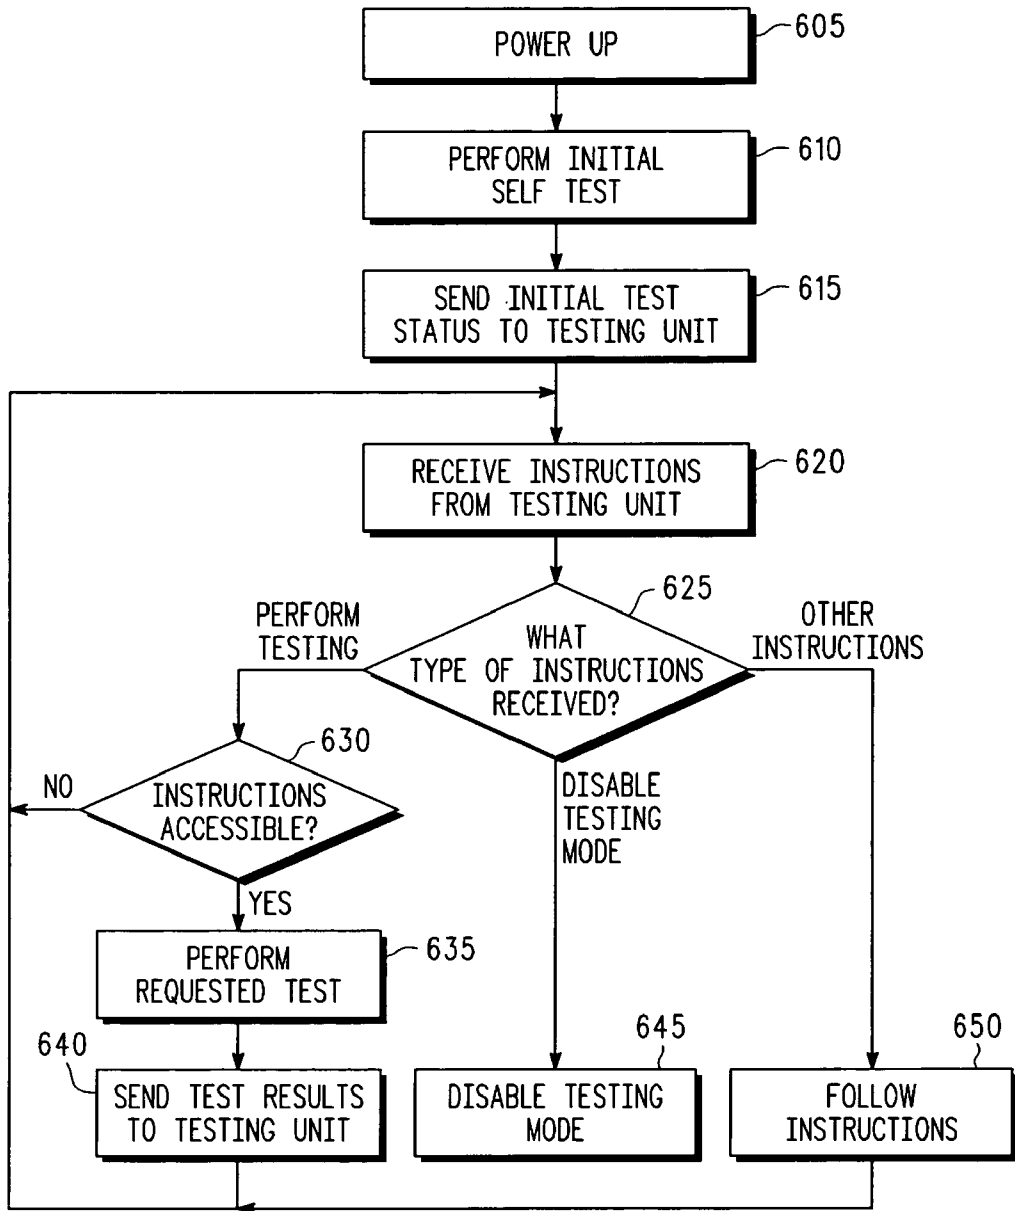 POWER UP
605
PERFORM INITIAL
SELF TEST
610
SEND INITIAL TEST
STATUS TO TESTING UNIT
615
RECEIVE INSTRUCTIONS
FROM TESTING UNIT
620
625
WHAT
TYPE OF INSTRUCTIONS
RECEIVED?
PERFORM
TESTING
OTHER
INSTRUCTIONS
630
INSTRUCTIONS
ACCESSIBLE?
NO
YES
DISABLE
TESTING
MODE
PERFORM
REQUESTED TEST
635
640
SEND TEST RESULTS
TO TESTING UNIT
645
DISABLE TESTING
MODE
650
FOLLOW
INSTRUCTIONS